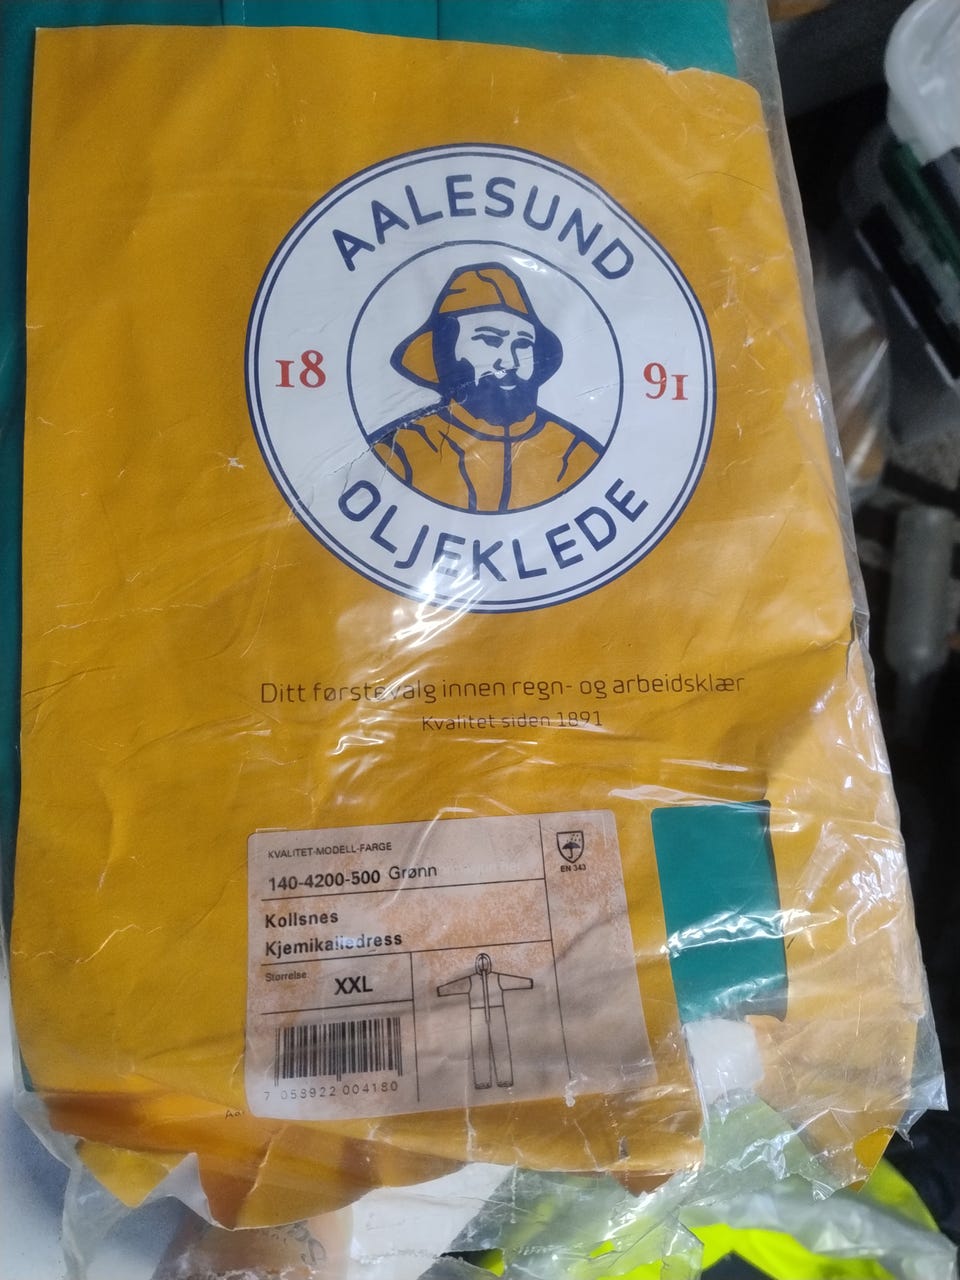 AALESUND
18 91
OLJEKLEDE
Ditt førstevalg innen regn- og arbeidsklær
Kvalitet siden 1891
KVALITET-MODELL-FARGE
140-4200-500 Grønn
EN 343
Kollsnes
Kjemikaliedress
Størrelse:
XXL
7 058922 004180